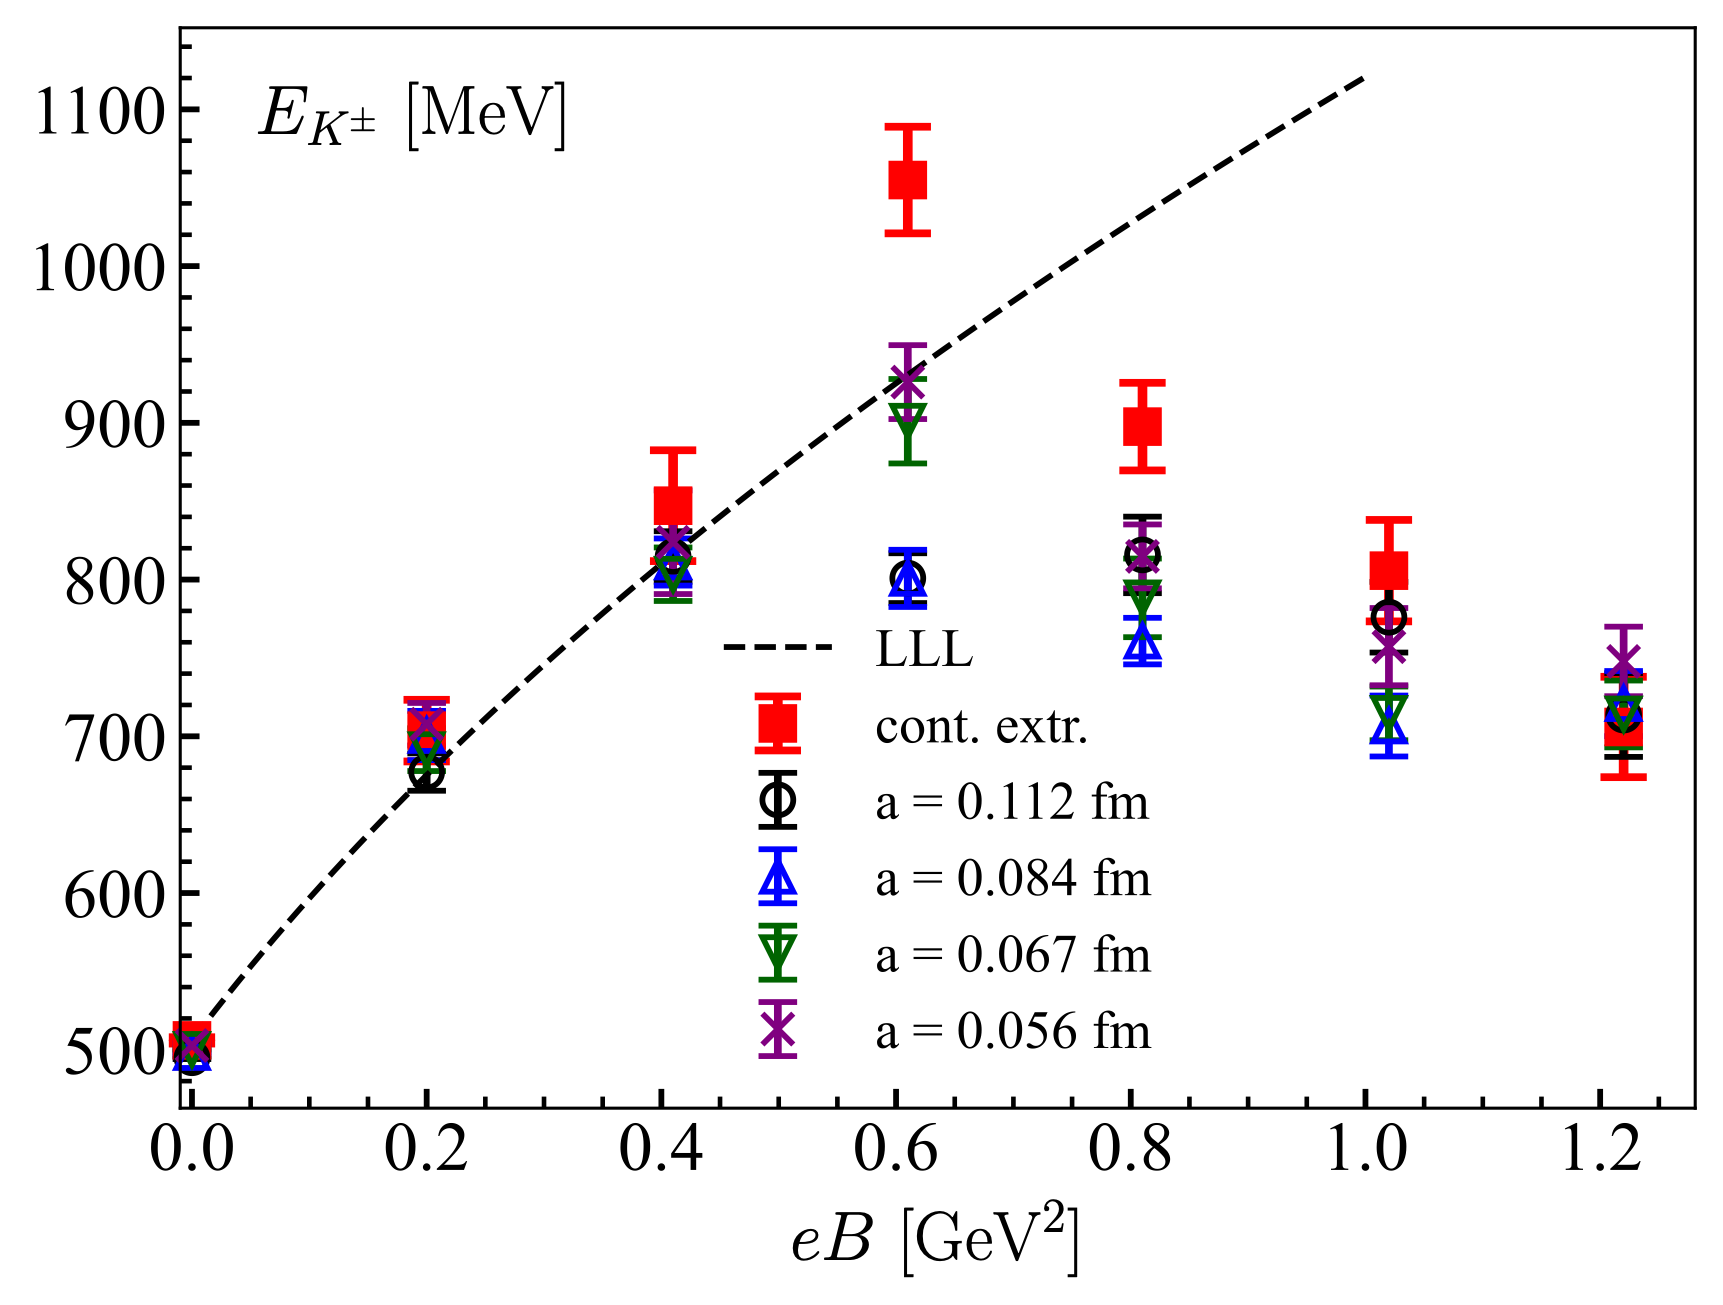 E_{K^±} [MeV]
1100
1000
900
800
700
600
500
LLL
cont. extr.
a = 0.112 fm
a = 0.084 fm
a = 0.067 fm
a = 0.056 fm
0.0 0.2 0.4 0.6 0.8 1.0 1.2
eB [GeV²]